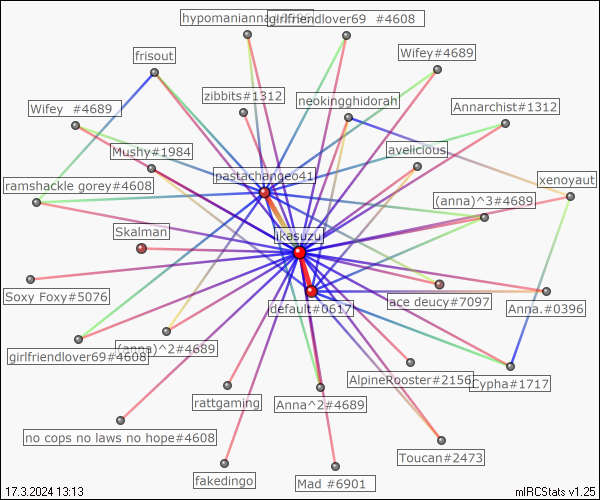 hypomanianna#1312
girlfriendlover69 #4608
frisout
Wifey#4689
zibbits#1312
neokingghidorah
Wifey #4689
Annarchist#1312
Mushy#1984
avelicious
pastachangeo41
ramshackle gorey#4608
xenoyaut
(anna)^3#4689
Skalman
ikasuzu
Soxy Foxy#5076
ace deucy#7097
default#0617
Anna.#0396
girlfriendlover69#4608
(anna)^2#4689
AlpineRooster#2156
Cypha#1717
rattgaming
Anna^2#4689
no cops no laws no hope#4608
Toucan#2473
fakedingo
Mad #6901
17.3.2024 13:13
mIRCStats v1.25